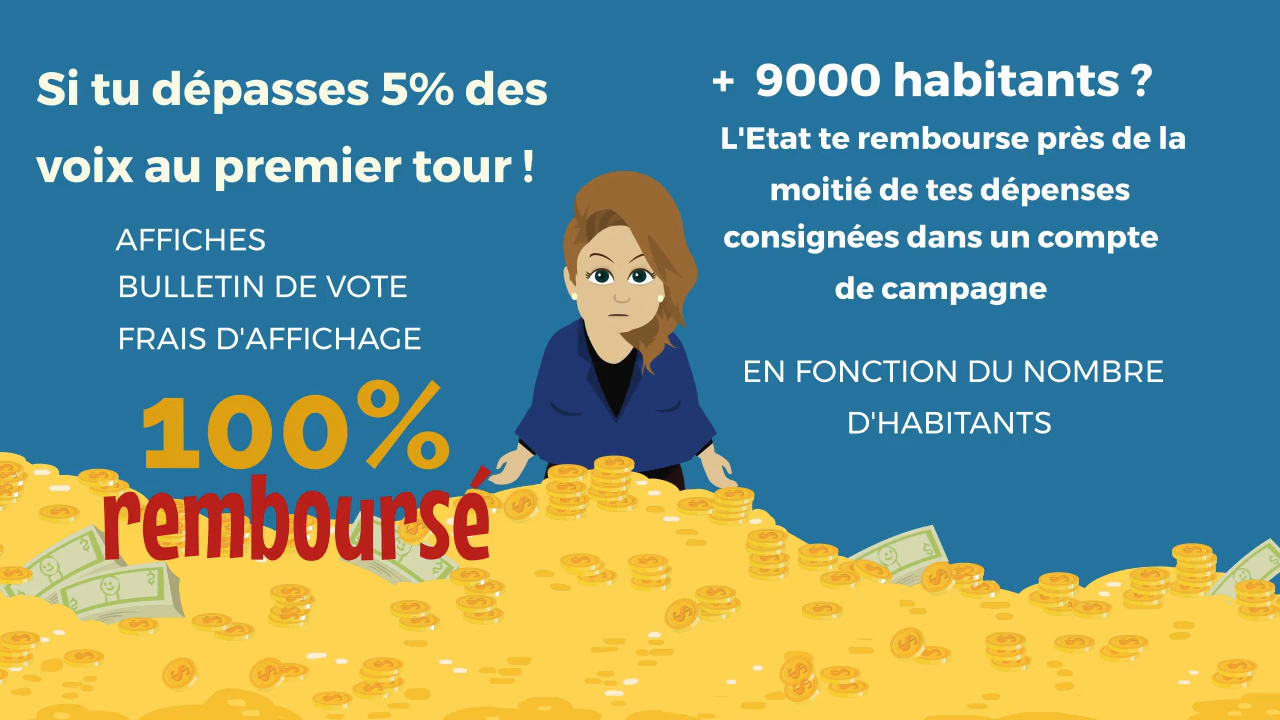 Si tu dépasses 5% des
voix au premier tour !
AFFICHES
BULLETIN DE VOTE
FRAIS D'AFFICHAGE
100%
remboursé
+ 9000 habitants ?
L'Etat te rembourse près de la
moitié de tes dépenses
consignées dans un compte
de campagne
EN FONCTION DU NOMBRE
D'HABITANTS